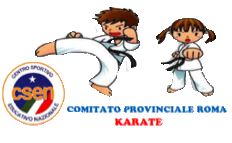 CENTRO SPORTIVO
csen
EDUCATIVO NAZIONALE
COMITATO PROVINCIALE ROMA
KARATE